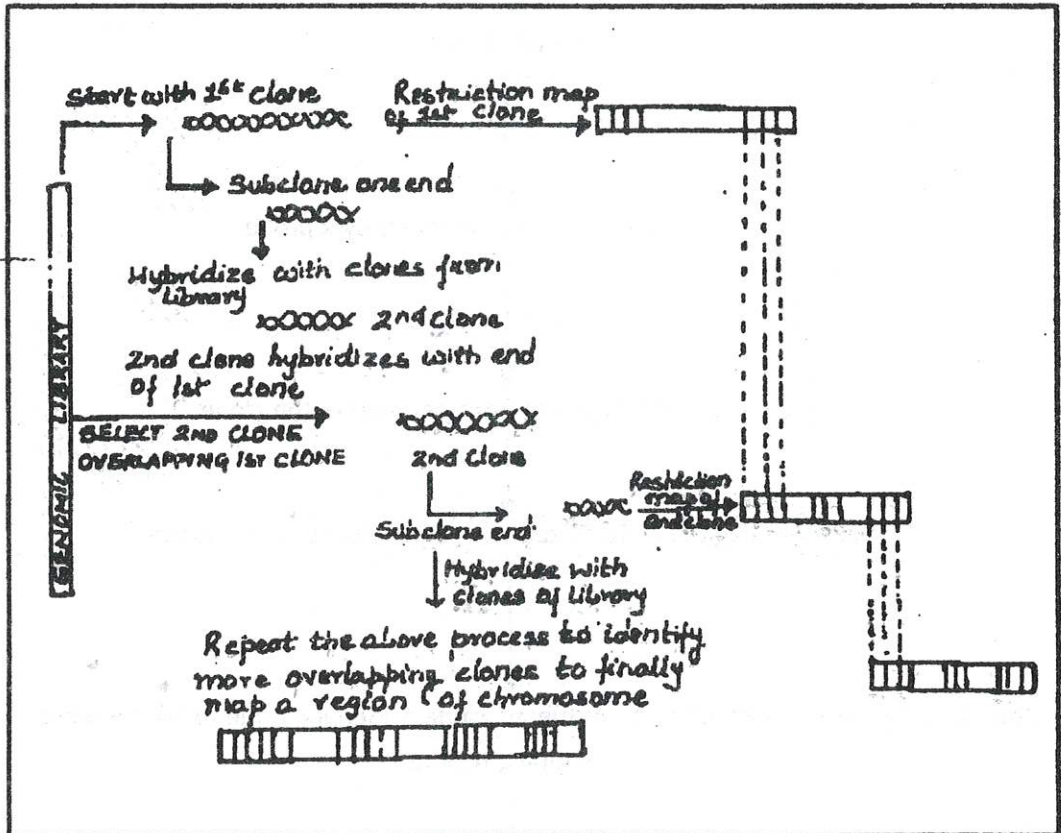 Start with 1st clone
Restriction map
of 1st clone
Subclone one end
Hybridize with clones from
Library
2nd clone
2nd clone hybridizes with end
Of 1st clone
SELECT 2ND CLONE
OVERLAPPING 1ST CLONE
2nd Clone
GENOMIC LIBRARY
Subclone end
Restriction
map of
2nd clone
Hybridize with
clones of Library
Repeat the above process to identify
more overlapping clones to finally
map a region of chromosome